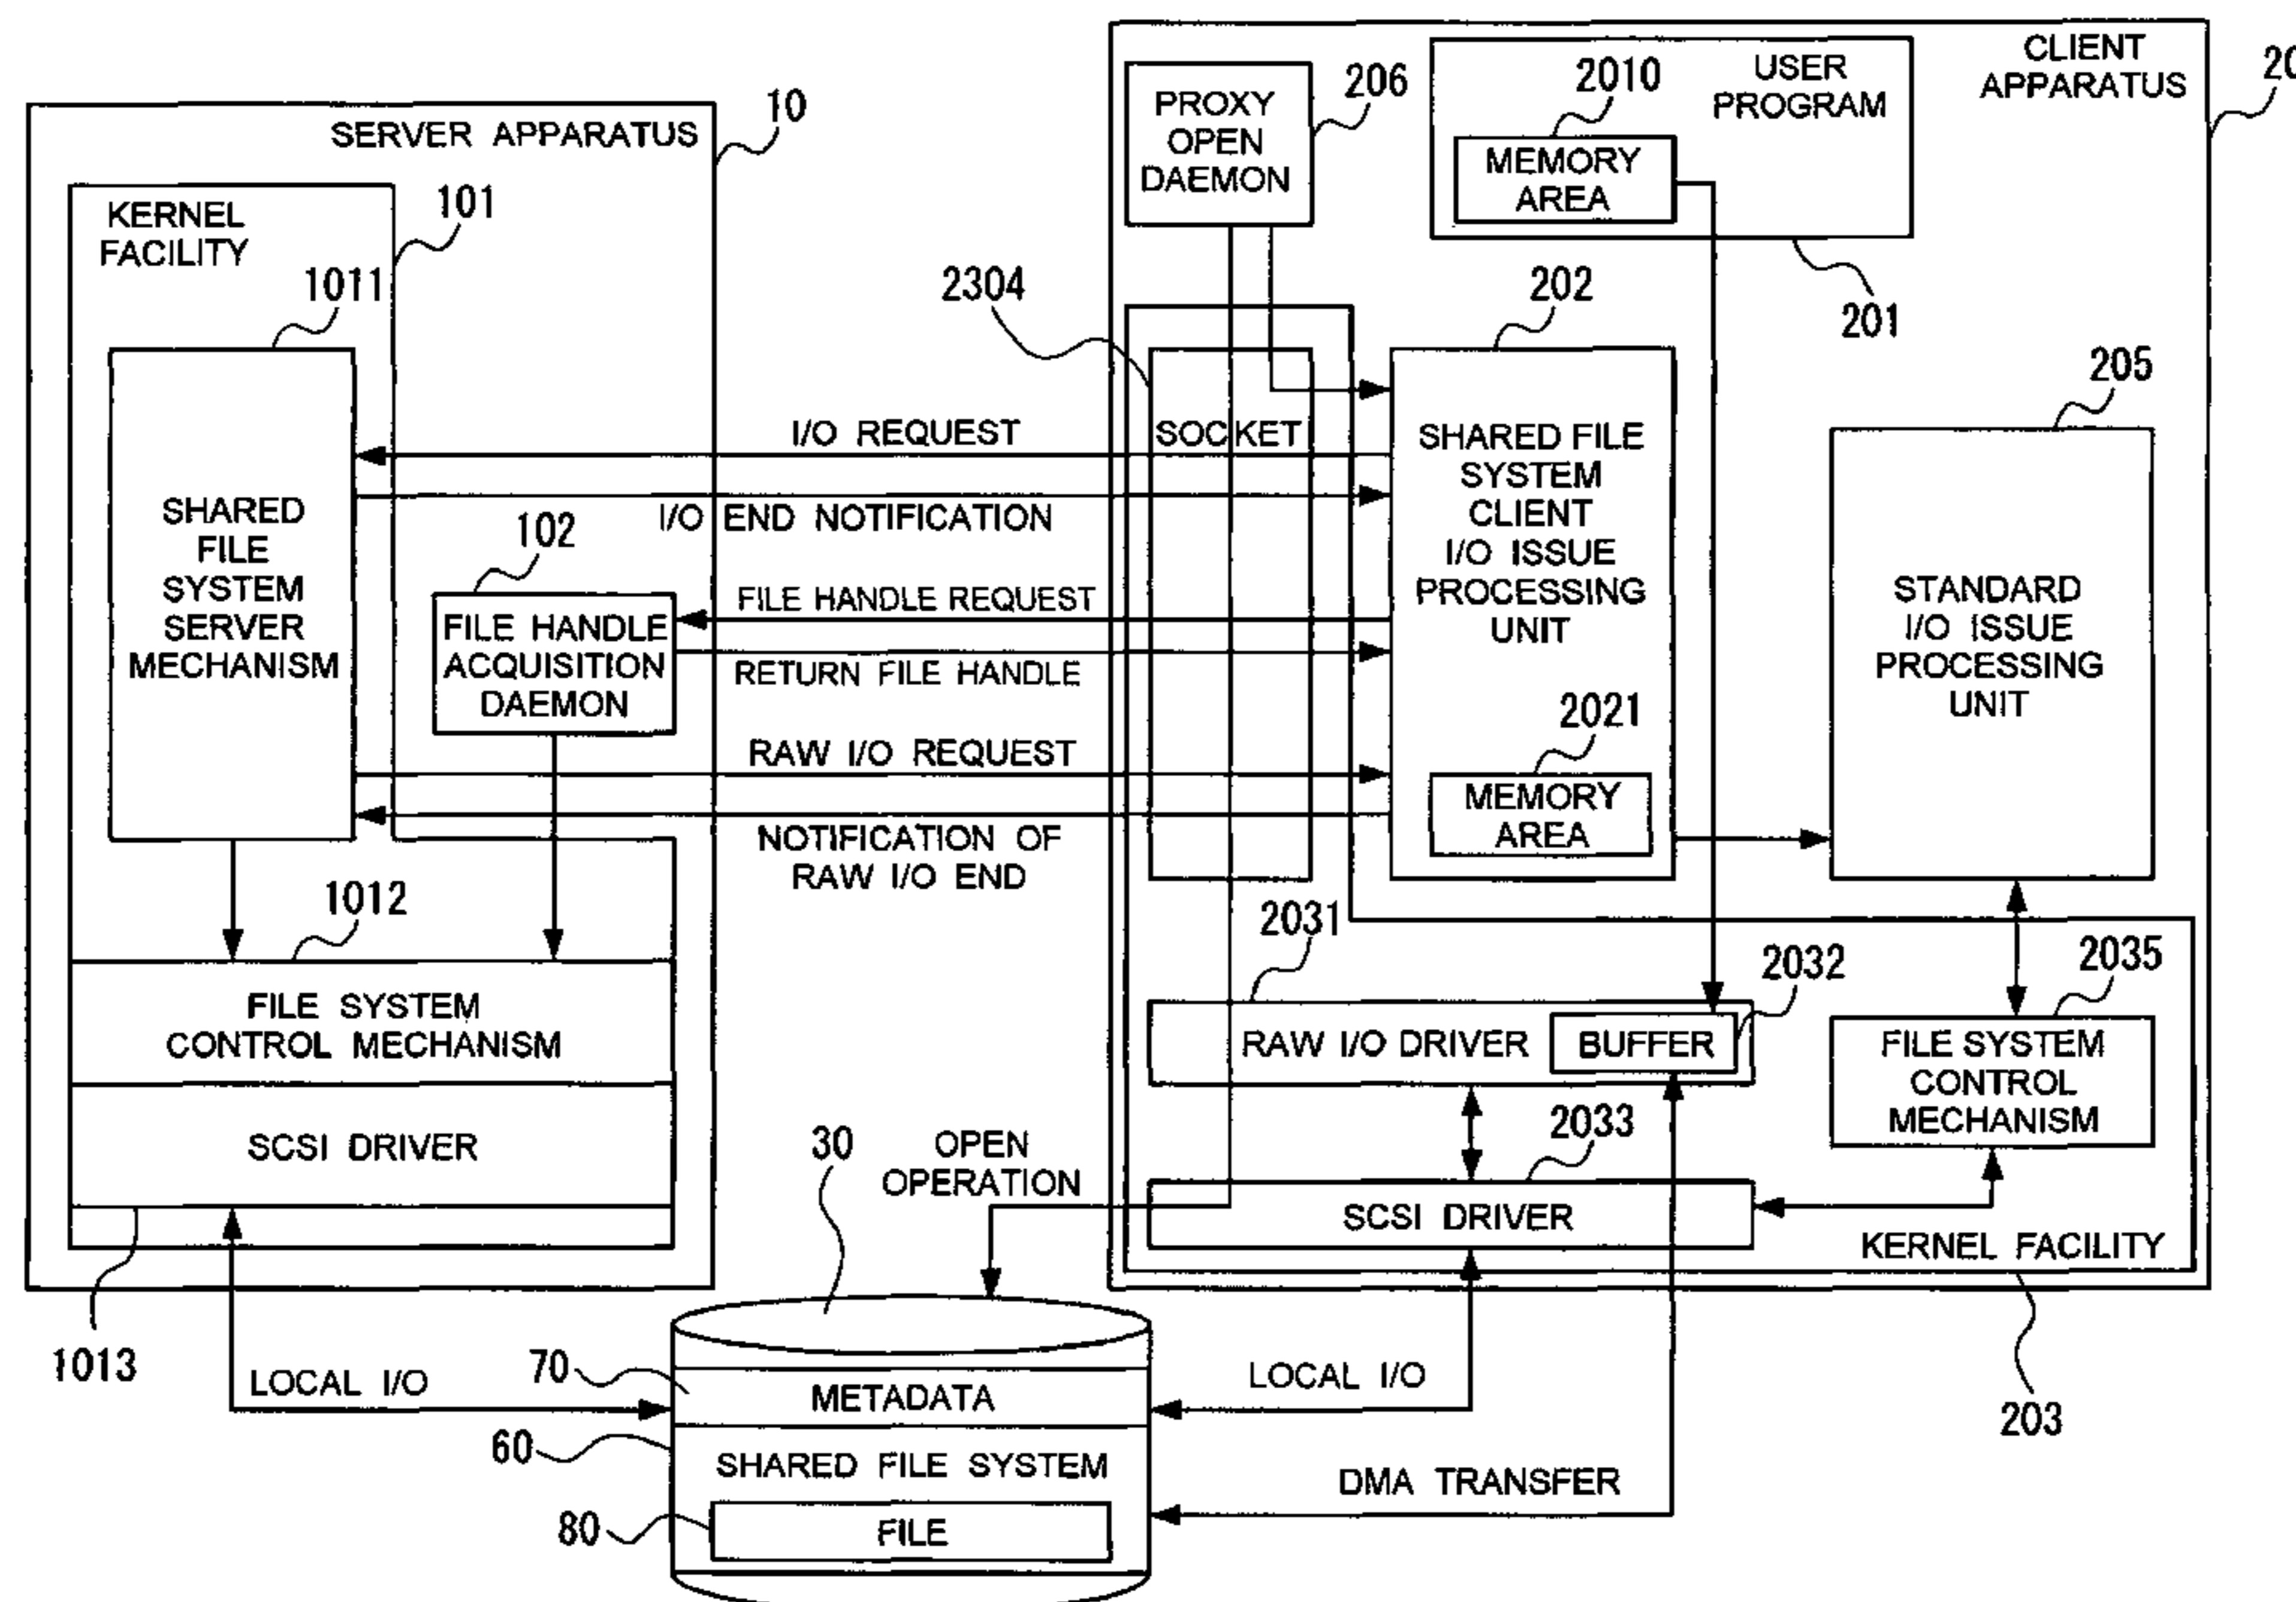 CLIENT
APPARATUS
20
USER
PROGRAM
2010
MEMORY
AREA
201
206
PROXY
OPEN
DAEMON
10
SERVER APPARATUS
KERNEL
FACILITY
101
1011
SHARED
FILE
SYSTEM
SERVER
MECHANISM
102
FILE HANDLE
ACQUISITION
DAEMON
1012
FILE SYSTEM
CONTROL MECHANISM
SCSI DRIVER
1013
I/O REQUEST
I/O END NOTIFICATION
FILE HANDLE REQUEST
RETURN FILE HANDLE
RAW I/O REQUEST
NOTIFICATION OF
RAW I/O END
2304
SOCKET
202
SHARED FILE
SYSTEM
CLIENT
I/O ISSUE
PROCESSING
UNIT
2021
MEMORY
AREA
205
STANDARD
I/O ISSUE
PROCESSING
UNIT
2031
RAW I/O DRIVER
BUFFER
2032
2035
FILE SYSTEM
CONTROL
MECHANISM
2033
SCSI DRIVER
KERNEL FACILITY
203
OPEN
OPERATION
30
LOCAL I/O
70
METADATA
LOCAL I/O
60
SHARED FILE SYSTEM
DMA TRANSFER
80
FILE